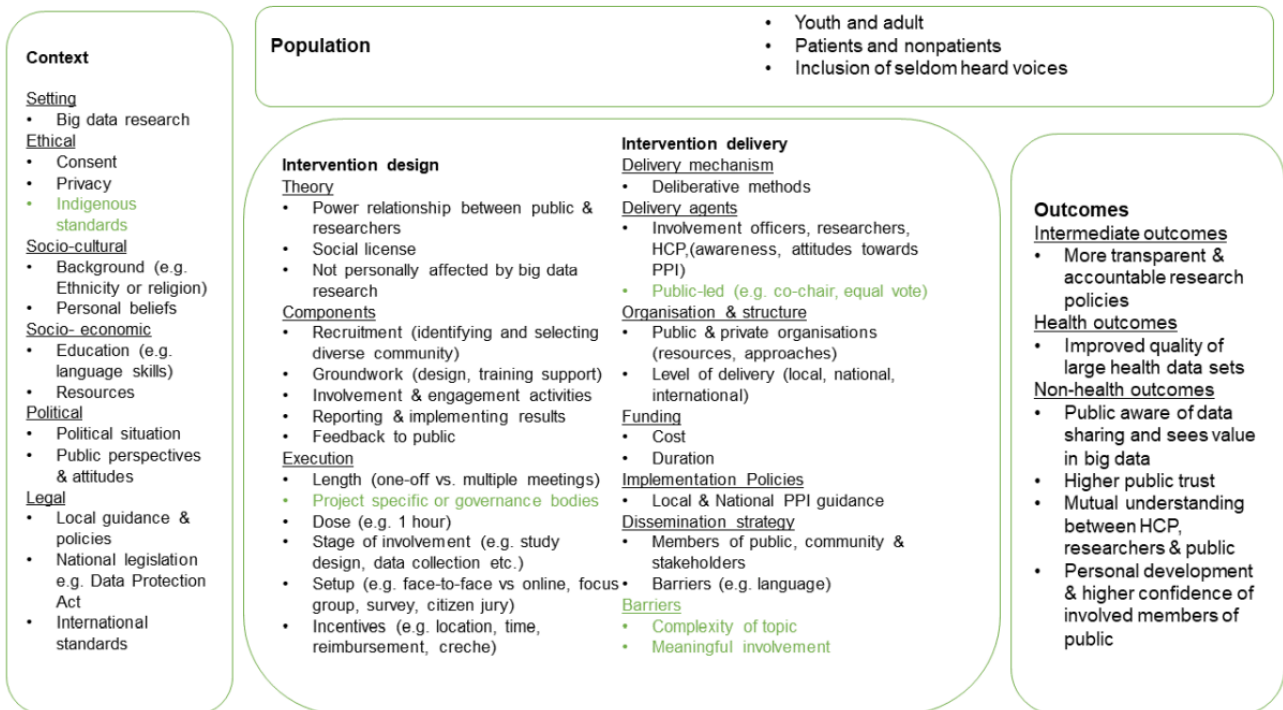 Context
Setting
• Big data research
Ethical
• Consent
• Privacy
• Indigenous
standards
Socio-cultural
• Background (e.g.
Ethnicity or religion)
• Personal beliefs
Socio- economic
• Education (e.g.
language skills)
• Resources
Political
• Political situation
• Public perspectives
& attitudes
Legal
• Local guidance &
policies
• National legislation
e.g. Data Protection
Act
• International
standards
Population
• Youth and adult
• Patients and nonpatients
• Inclusion of seldom heard voices
Intervention design
Theory
• Power relationship between public &
researchers
• Social license
• Not personally affected by big data
research
Components
• Recruitment (identifying and selecting
diverse community)
• Groundwork (design, training support)
• Involvement & engagement activities
• Reporting & implementing results
• Feedback to public
Execution
• Length (one-off vs. multiple meetings)
• Project specific or governance bodies
• Dose (e.g. 1 hour)
• Stage of involvement (e.g. study
design, data collection etc.)
• Setup (e.g. face-to-face vs online, focus
group, survey, citizen jury)
• Incentives (e.g. location, time,
reimbursement, creche)
Intervention delivery
Delivery mechanism
• Deliberative methods
Delivery agents
• Involvement officers, researchers,
HCP,(awareness, attitudes towards
PPI)
• Public-led (e.g. co-chair, equal vote)
Organisation & structure
• Public & private organisations
(resources, approaches)
• Level of delivery (local, national,
international)
Funding
• Cost
• Duration
Implementation Policies
• Local & National PPI guidance
Dissemination strategy
• Members of public, community &
stakeholders
• Barriers (e.g. language)
Barriers
• Complexity of topic
• Meaningful involvement
Outcomes
Intermediate outcomes
• More transparent &
accountable research
policies
Health outcomes
• Improved quality of
large health data sets
Non-health outcomes
• Public aware of data
sharing and sees value
in big data
• Higher public trust
• Mutual understanding
between HCP,
researchers & public
• Personal development
& higher confidence of
involved members of
public